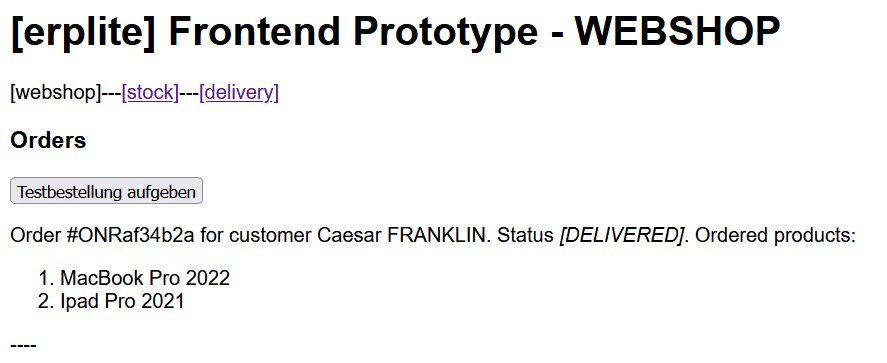 [erplite] Frontend Prototype - WEBSHOP
[webshop]---[stock]---[delivery]
Orders
Testbestellung aufgeben
Order #ONRaf34b2a for customer Caesar FRANKLIN. Status [DELIVERED]. Ordered products:
1. MacBook Pro 2022
2. Ipad Pro 2021
----